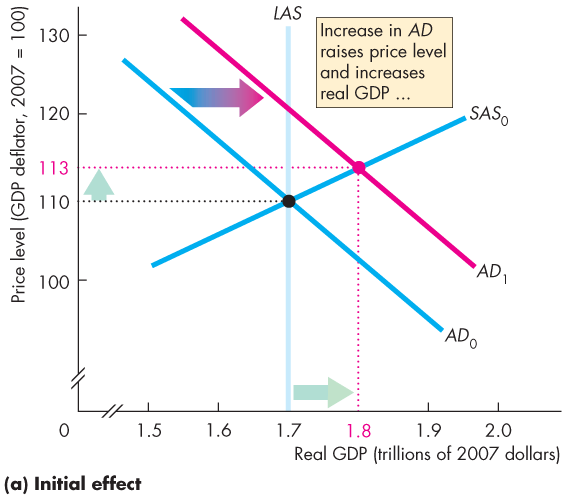 Price level (GDP deflator, 2007 = 100)
130
120
113
110
100
0
LAS
Increase in AD
raises price level
and increases
real GDP ...
SAS0
AD1
AD0
1.5
1.6
1.7
1.8
1.9
2.0
Real GDP (trillions of 2007 dollars)
(a) Initial effect